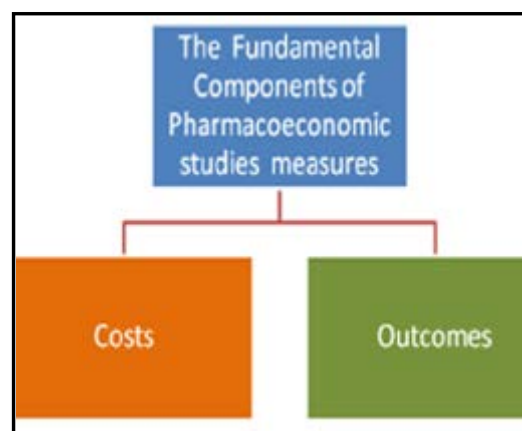 The Fundamental
Components of
Pharmacoeconomic
studies measures
Costs
Outcomes